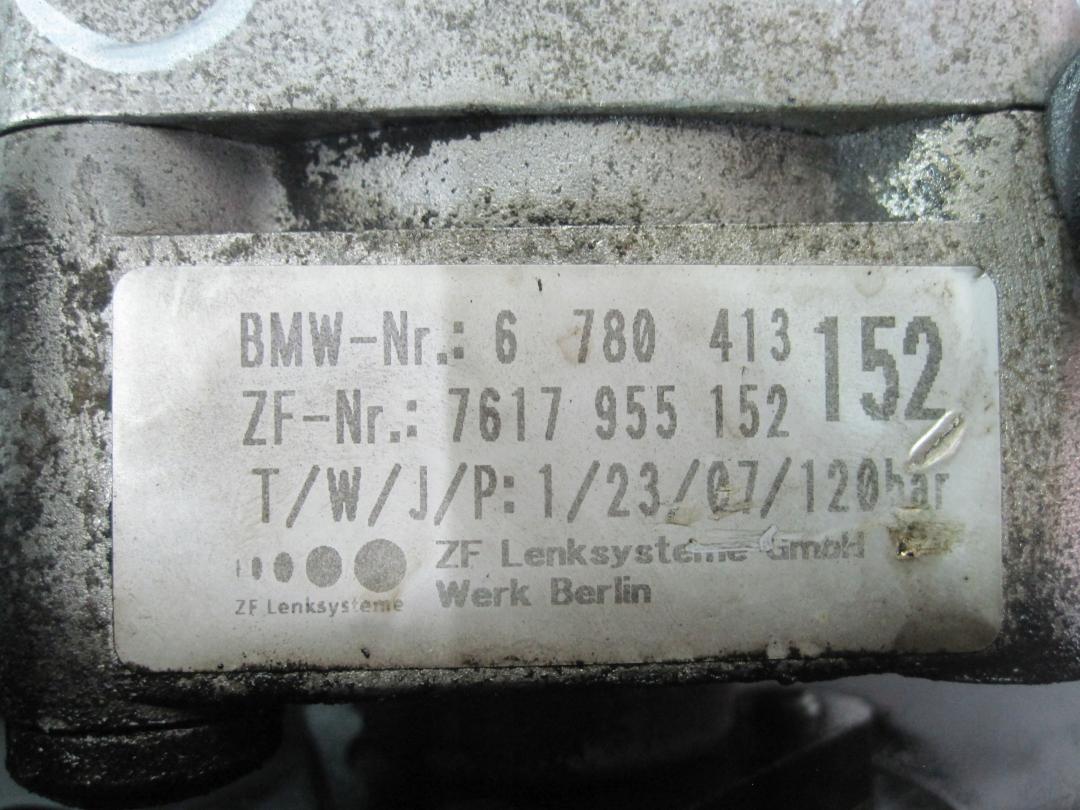 BMW-Nr.: 6 780 413
152
ZF-Nr.: 7617 955 152
T/W/J/P: 1/23/07/120bar
ZF Lenksysteme GmbH
Werk Berlin
ZF Lenksysteme